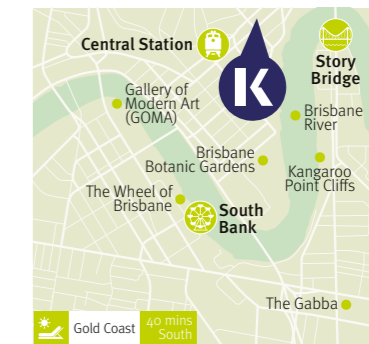 Central Station
Story
Bridge
K
Gallery of
Modern Art
(GOMA)
Brisbane
River
Brisbane
Botanic Gardens
Kangaroo
Point Cliffs
The Wheel of
Brisbane
South
Bank
The Gabba
Gold Coast
40 mins
South